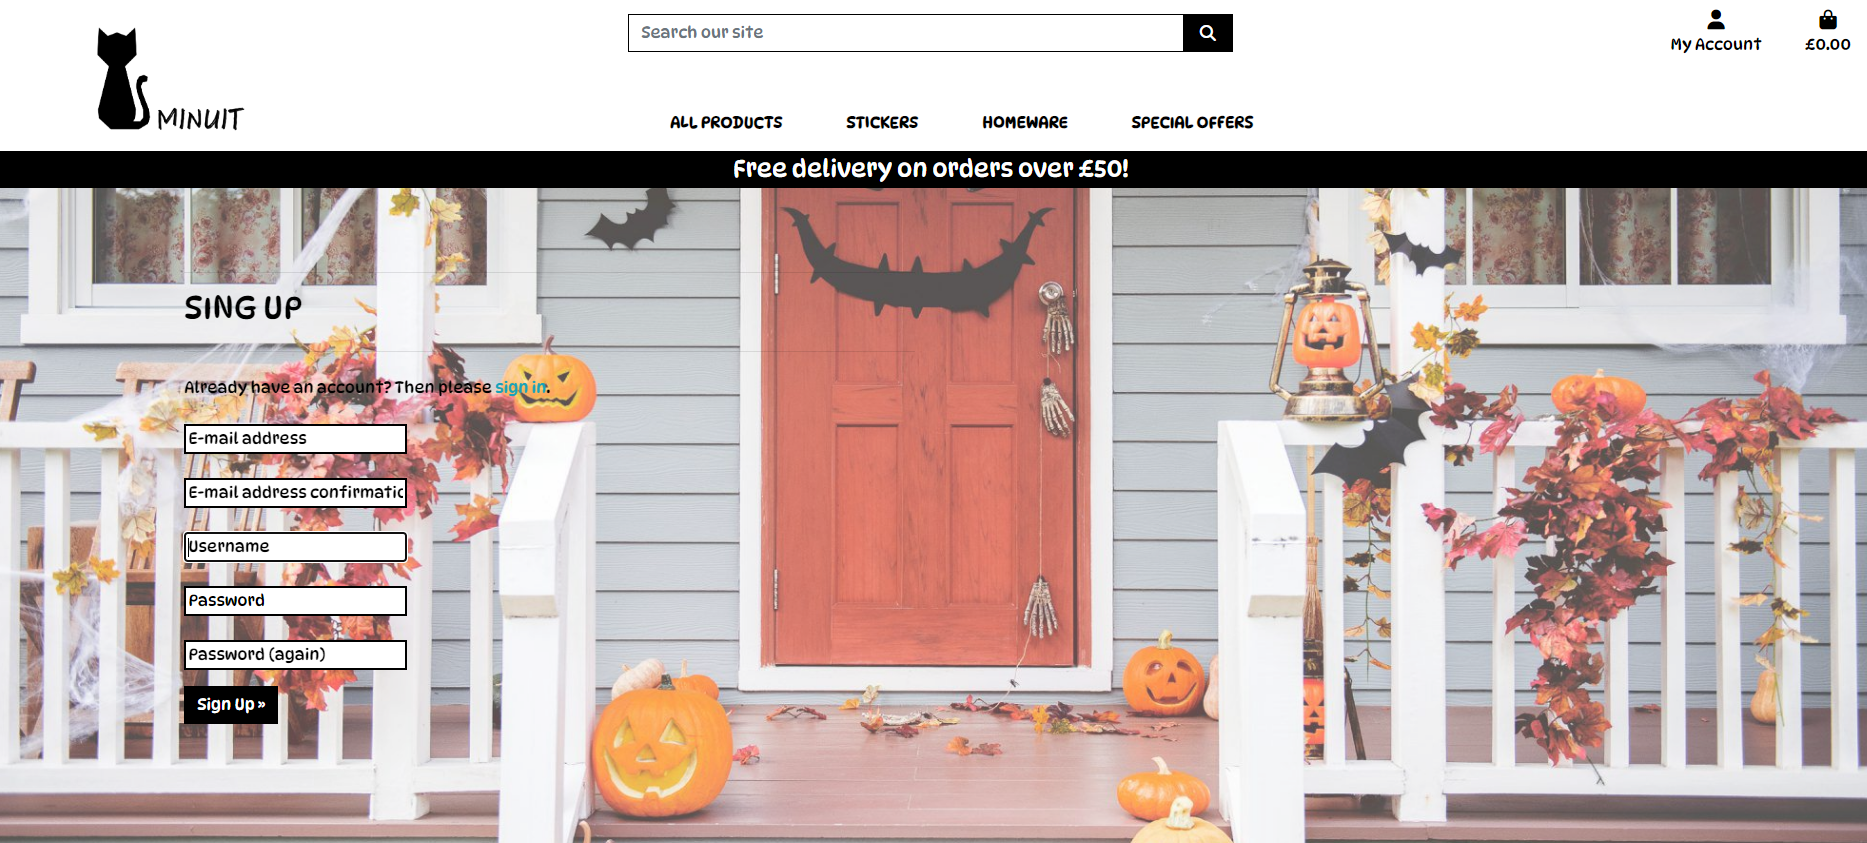 Search our site
My Account
£0.00
MINUIT
ALL PRODUCTS
STICKERS
HOMEWARE
SPECIAL OFFERS
Free delivery on orders over £50!
SING UP
Already have an account? Then please sign in.
E-mail address
E-mail address confirmatic
Username
Password
Password (again)
Sign Up »